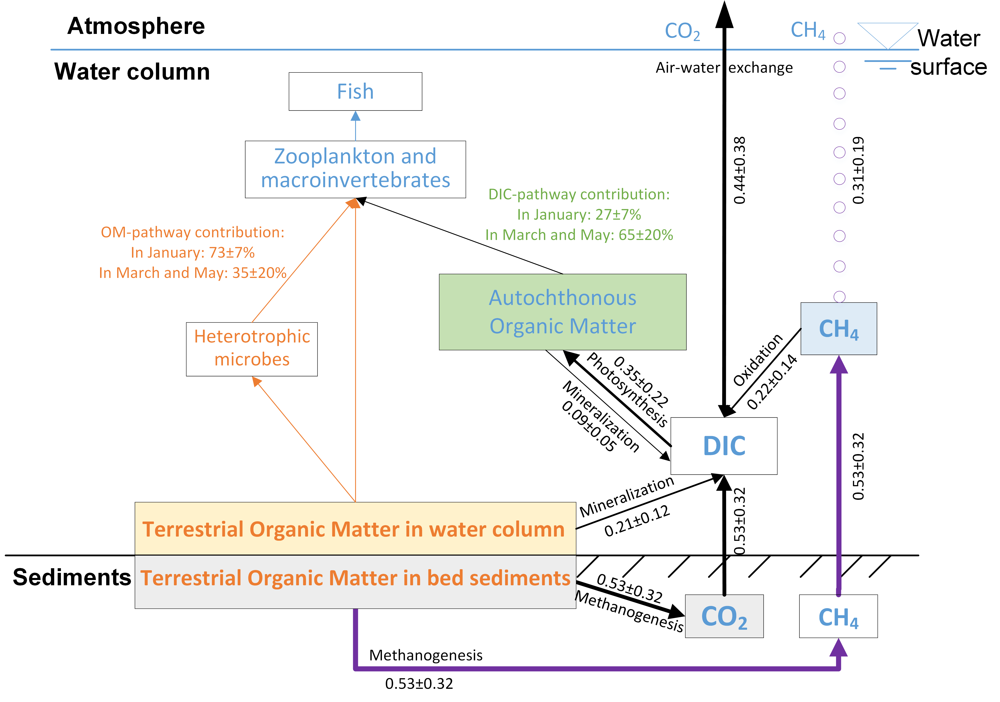 Atmosphere
CO₂
CH₄
Water
surface
Water column
Air-water exchange
Fish
Zooplankton and
macroinvertebrates
0.44±0.38
0.31±0.19
DIC-pathway contribution:
In January: 27±7%
In March and May: 65±20%
OM-pathway contribution:
In January: 73±7%
In March and May: 35±20%
Autochthonous
Organic Matter
CH₄
Heterotrophic
microbes
Oxidation
0.22±0.14
0.35±0.22
Photosynthesis
Mineralization
0.09±0.05
DIC
0.53±0.32
Mineralization
0.21±0.12
0.53±0.32
Terrestrial Organic Matter in water column
Sediments
Terrestrial Organic Matter in bed sediments
0.53±0.32
Methanogenesis
CO₂
CH₄
Methanogenesis
0.53±0.32